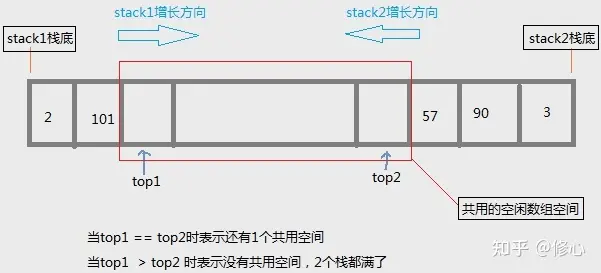 stack1增长方向
stack2增长方向
stack1栈底
stack2栈底
2
101
57
90
3
top1
top2
共用的空闲数组空间
当top1 == top2时表示还有1个共用空间
当top1 > top2 时表示没有共用空间，2个栈都满了
知乎 @修心